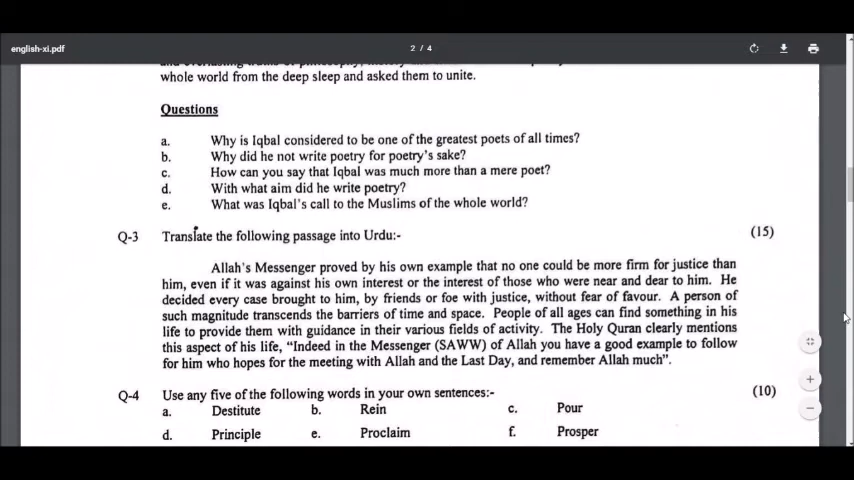 english-xi.pdf
2 / 4
whole world from the deep sleep and asked them to unite.
Questions
a. Why is Iqbal considered to be one of the greatest poets of all times?
b. Why did he not write poetry for poetry's sake?
c. How can you say that Iqbal was much more than a mere poet?
d. With what aim did he write poetry?
e. What was Iqbal's call to the Muslims of the whole world?
Q-3 Translate the following passage into Urdu:- (15)
Allah's Messenger proved by his own example that no one could be more firm for justice than
him, even if it was against his own interest or the interest of those who were near and dear to him. He
decided every case brought to him, by friends or foe with justice, without fear of favour. A person of
such magnitude transcends the barriers of time and space. People of all ages can find something in his
life to provide them with guidance in their various fields of activity. The Holy Quran clearly mentions
this aspect of his life, "Indeed in the Messenger (SAWW) of Allah you have a good example to follow
for him who hopes for the meeting with Allah and the Last Day, and remember Allah much".
Q-4 Use any five of the following words in your own sentences:- (10)
a. Destitute b. Rein c. Pour
d. Principle e. Proclaim f. Prosper